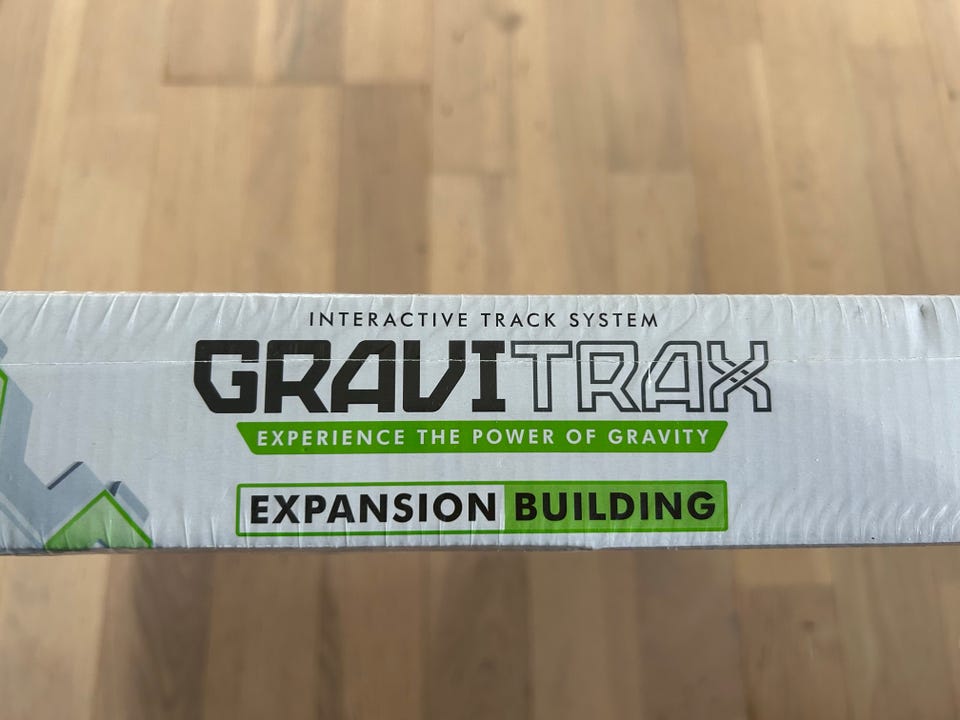 INTERACTIVE TRACK SYSTEM
GRAVITRAX
EXPERIENCE THE POWER OF GRAVITY
EXPANSION BUILDING